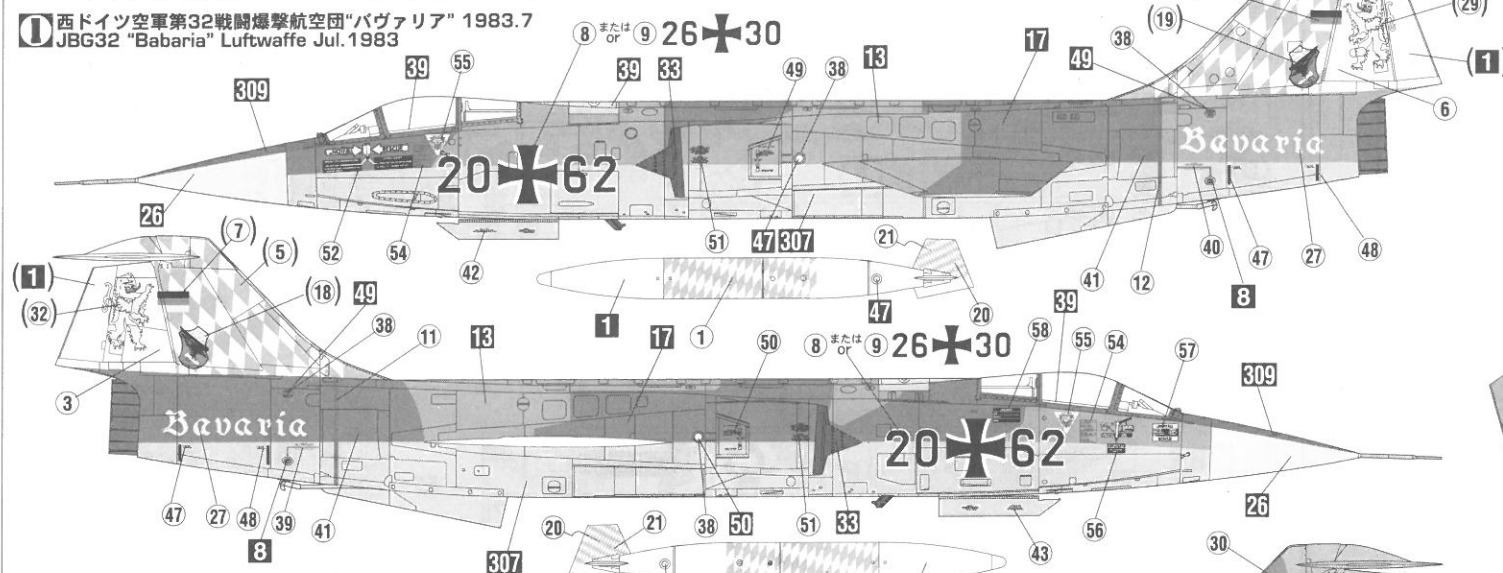 1 西ドイツ空軍第32戦闘爆撃航空団“バヴァリア” 1983.7
JBG32 "Babaria" Luftwaffe Jul.1983
8 または or 9 26 30
(19) (29)
39 55 39 33 49 38 13 17 49 38 (1)
309 6
Bavaria
20 62
26 52 54 42 51 47 307 21 41 12 40 47 27 48
8
(7) (5)
(1) (18) 49
(32) 38 11 13 17 1 1 50 47 20
8 または or 9 26 30
39 58 55 54 57
309
3
Bavaria
20 62
47 27 48 39 41 38 50 51 33 56 26
8 307 20 21 43 30